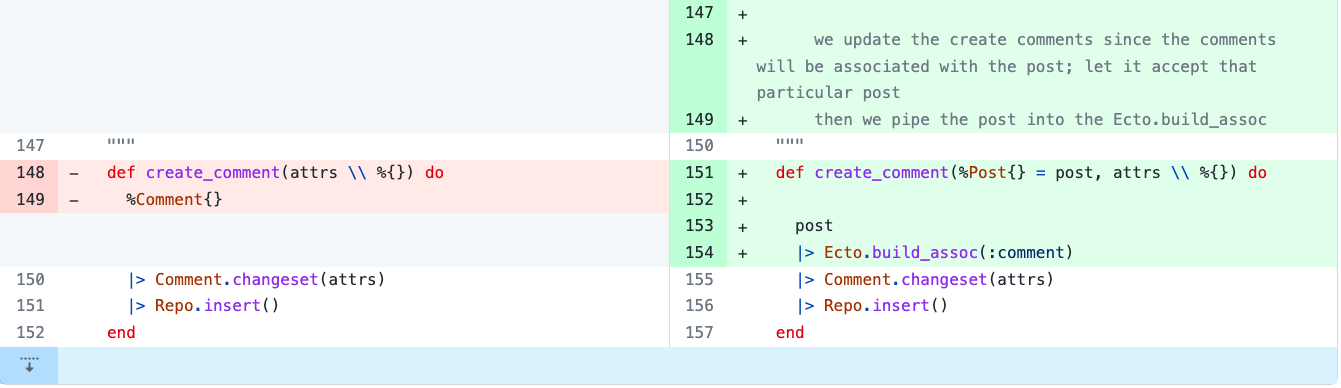 147 +
148 + we update the create comments since the comments
will be associated with the post; let it accept that
particular post
149 + then we pipe the post into the Ecto.build_assoc
147 """ 150 """
148 - def create_comment(attrs \\ %{}) do 151 + def create_comment(%Post{} = post, attrs \\ %{}) do
149 - %Comment{} 152 +
153 + post
154 + |> Ecto.build_assoc(:comment)
150 |> Comment.changeset(attrs) 155 |> Comment.changeset(attrs)
151 |> Repo.insert() 156 |> Repo.insert()
152 end 157 end